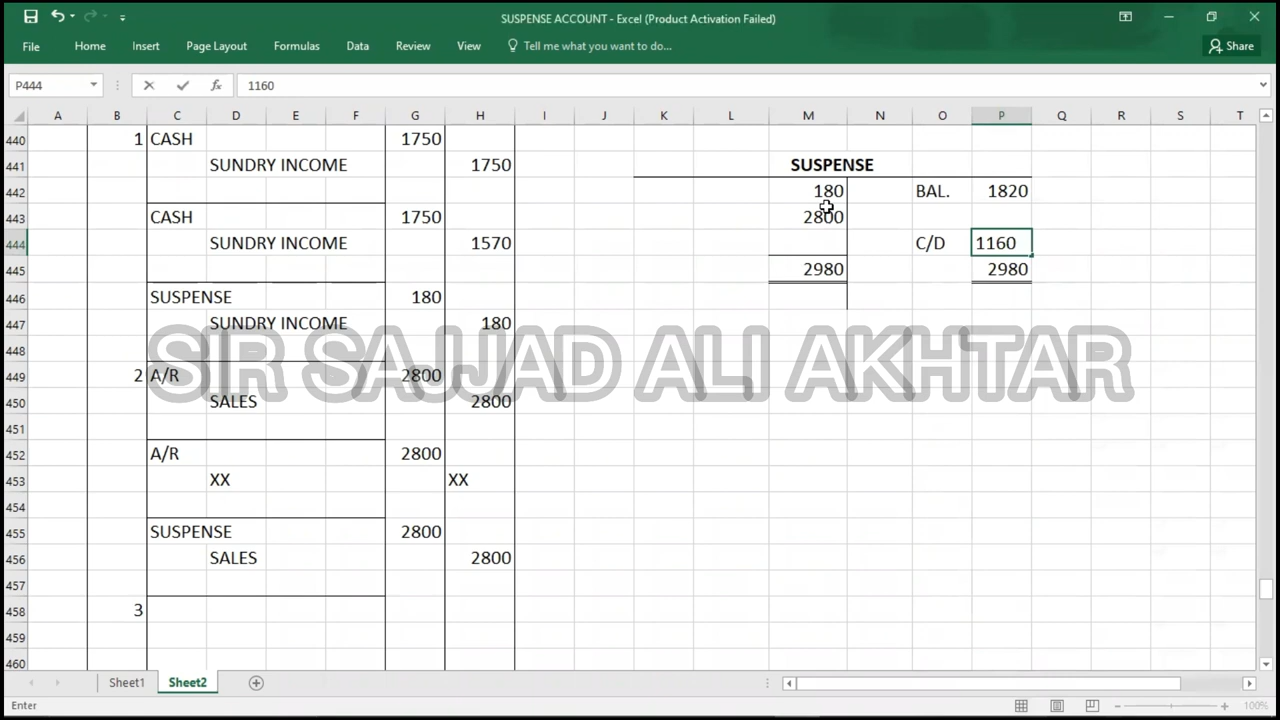 SUSPENSE ACCOUNT - Excel (Product Activation Failed)
File Home Insert Page Layout Formulas Data Review View Tell me what you want to do... Share
P444 fx 1160
A B C D E F G H I J K L M N O P Q R S T
440 1 CASH 1750
441 SUNDRY INCOME 1750 SUSPENSE
442 180 BAL. 1820
443 CASH 1750 2800
444 SUNDRY INCOME 1570 C/D 1160
445 2980 2980
446 SUSPENSE 180
447 SUNDRY INCOME 180
448
SIR SAJJAD ALI AKHTAR
449 2 A/R 2800
450 SALES 2800
451
452 A/R 2800
453 XX XX
454
455 SUSPENSE 2800
456 SALES 2800
457
458 3
459
460
Sheet1 Sheet2
Enter 100%